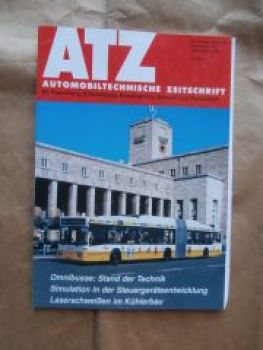 ATZ
AUTOMOBILTECHNISCHE ZEITSCHRIFT
Omnibusse: Stand der Technik
Simulation in der Steuergeräteentwicklung
Laserschweißen im Kühlerbau